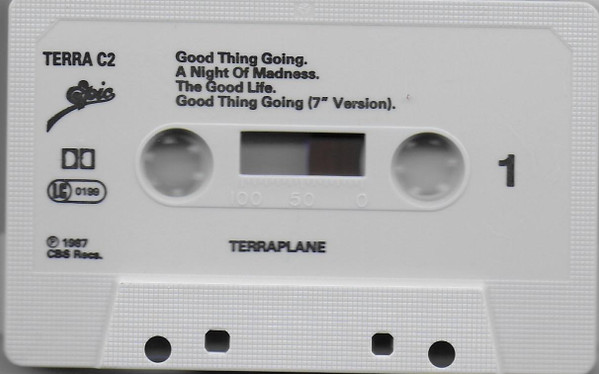 TERRA C2
Good Thing Going.
A Night Of Madness.
The Good Life.
Good Thing Going (7" Version).
Epic
LC 0199
1
100 50 0
℗ 1987
CBS Recs.
TERRAPLANE